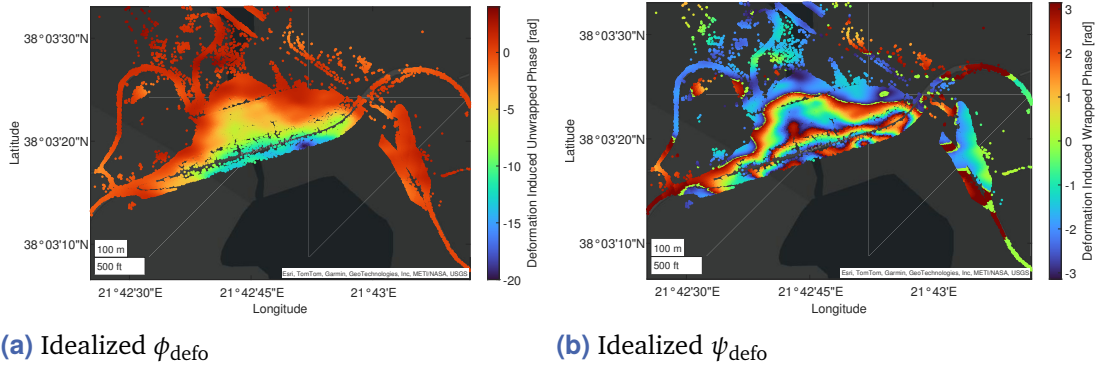 38°03'30"N
38°03'20"N
38°03'10"N
Latitude
100 m
500 ft
Esri, TomTom, Garmin, GeoTechnologies, Inc, METI/NASA, USGS
21°42'30"E 21°42'45"E 21°43'E
Longitude
0
-5
-10
-15
-20
Deformation Induced Unwrapped Phase [rad]
38°03'30"N
38°03'20"N
38°03'10"N
Latitude
100 m
500 ft
Esri, TomTom, Garmin, GeoTechnologies, Inc, METI/NASA, USGS
21°42'30"E 21°42'45"E 21°43'E
Longitude
3
2
1
0
-1
-2
-3
Deformation Induced Wrapped Phase [rad]
(a) Idealized ϕdefo
(b) Idealized ψdefo